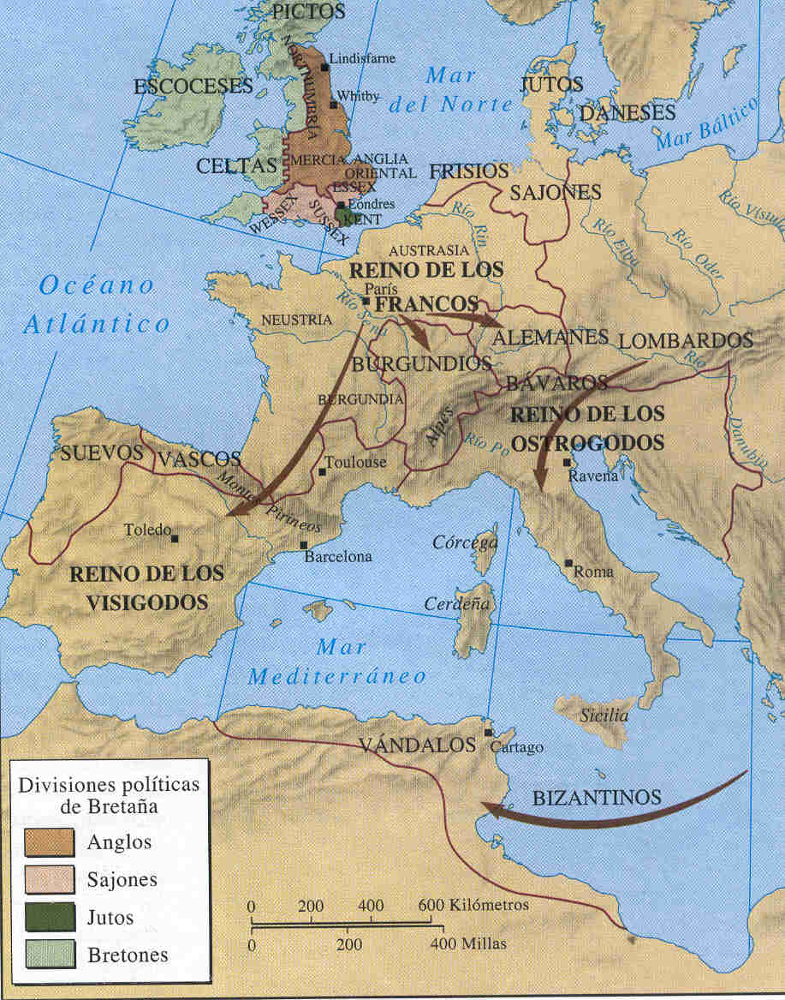 PICTOS
NORTNUMBRÍA
Lindisfarne
ESCOCESES
Whitby
Mar
del Norte
JUTOS
DANESES
Mar Báltico
CELTAS
MERCIA
ANGLIA
ORIENTAL
ESSEX
FRISIOS
SAJONES
WESSEX
SUSSEX
Londres
KENT
Río Rin
Río Elba
Río Oder
Río Vístula
Océano
Atlántico
AUSTRASIA
REINO DE LOS
FRANCOS
París
Río Sena
NEUSTRIA
ALEMANES
LOMBARDOS
BURGUNDIOS
Río
Danubio
BÁVAROS
BURGUNDIA
Alpes
REINO DE LOS
OSTROGODOS
Río Po
Ravena
SUEVOS
VASCOS
Toulouse
Montes Pirineos
Toledo
Barcelona
Córcega
Roma
REINO DE LOS
VISIGODOS
Cerdeña
Mar
Mediterráneo
Sicilia
VÁNDALOS
Cartago
BIZANTINOS
Divisiones políticas
de Bretaña
Anglos
Sajones
Jutos
Bretones
0 200 400 600 Kilómetros
0 200 400 Millas